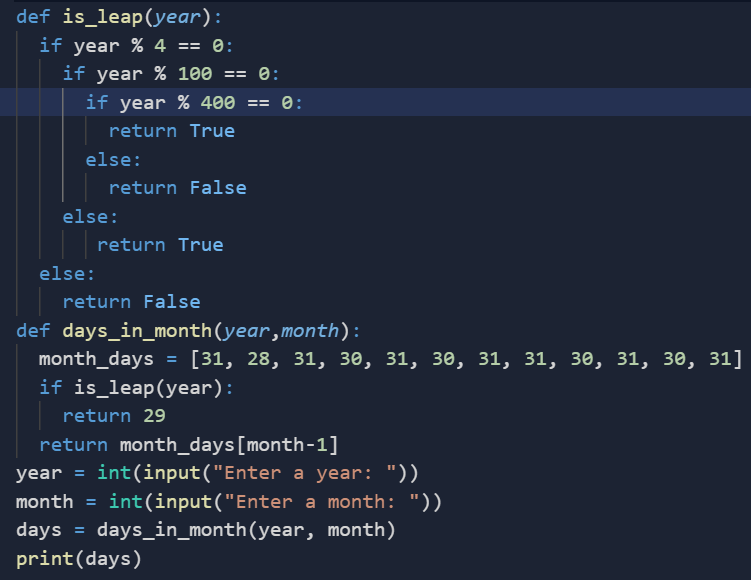 def is_leap(year):
  if year % 4 == 0:
    if year % 100 == 0:
      if year % 400 == 0:
        return True
      else:
        return False
    else:
       return True
  else:
    return False
def days_in_month(year,month):
  month_days = [31, 28, 31, 30, 31, 30, 31, 31, 30, 31, 30, 31]
  if is_leap(year):
    return 29
  return month_days[month-1]
year = int(input("Enter a year: "))
month = int(input("Enter a month: "))
days = days_in_month(year, month)
print(days)